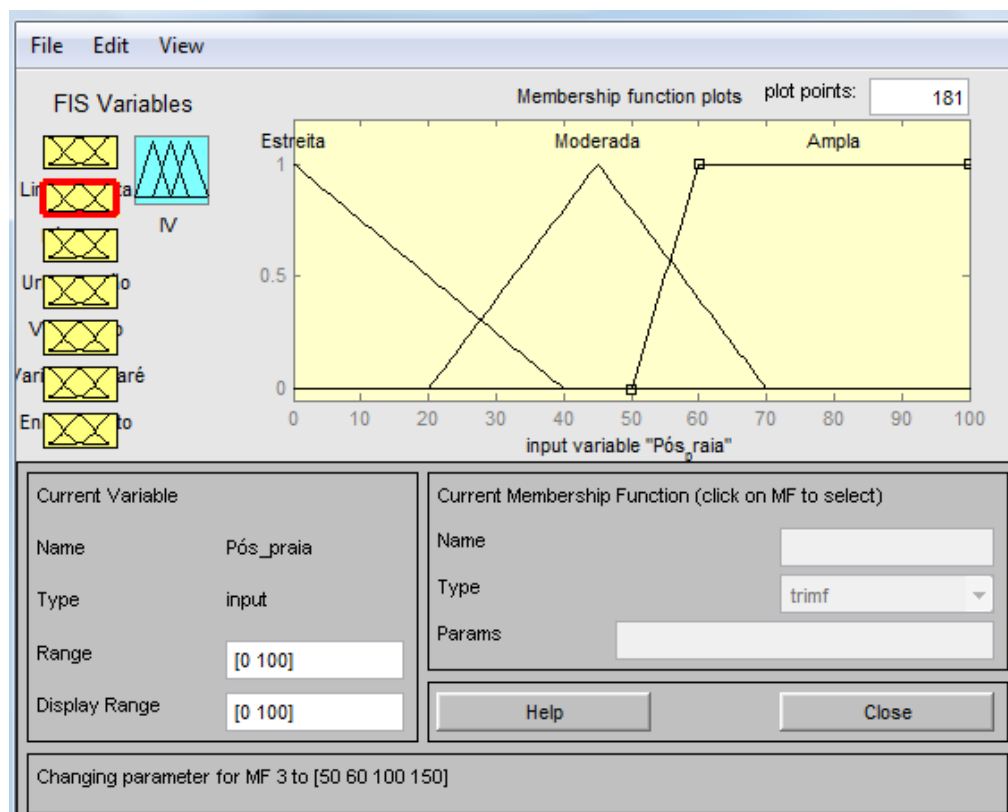 File Edit View
FIS Variables
Membership function plots plot points: 181
Estreita Moderada Ampla
IV
1
0.5
0
0 10 20 30 40 50 60 70 80 90 100
input variable "Pós_praia"
Current Variable
Name Pós_praia
Type input
Range [0 100]
Display Range [0 100]
Current Membership Function (click on MF to select)
Name
Type trimf
Params
Help Close
Changing parameter for MF 3 to [50 60 100 150]